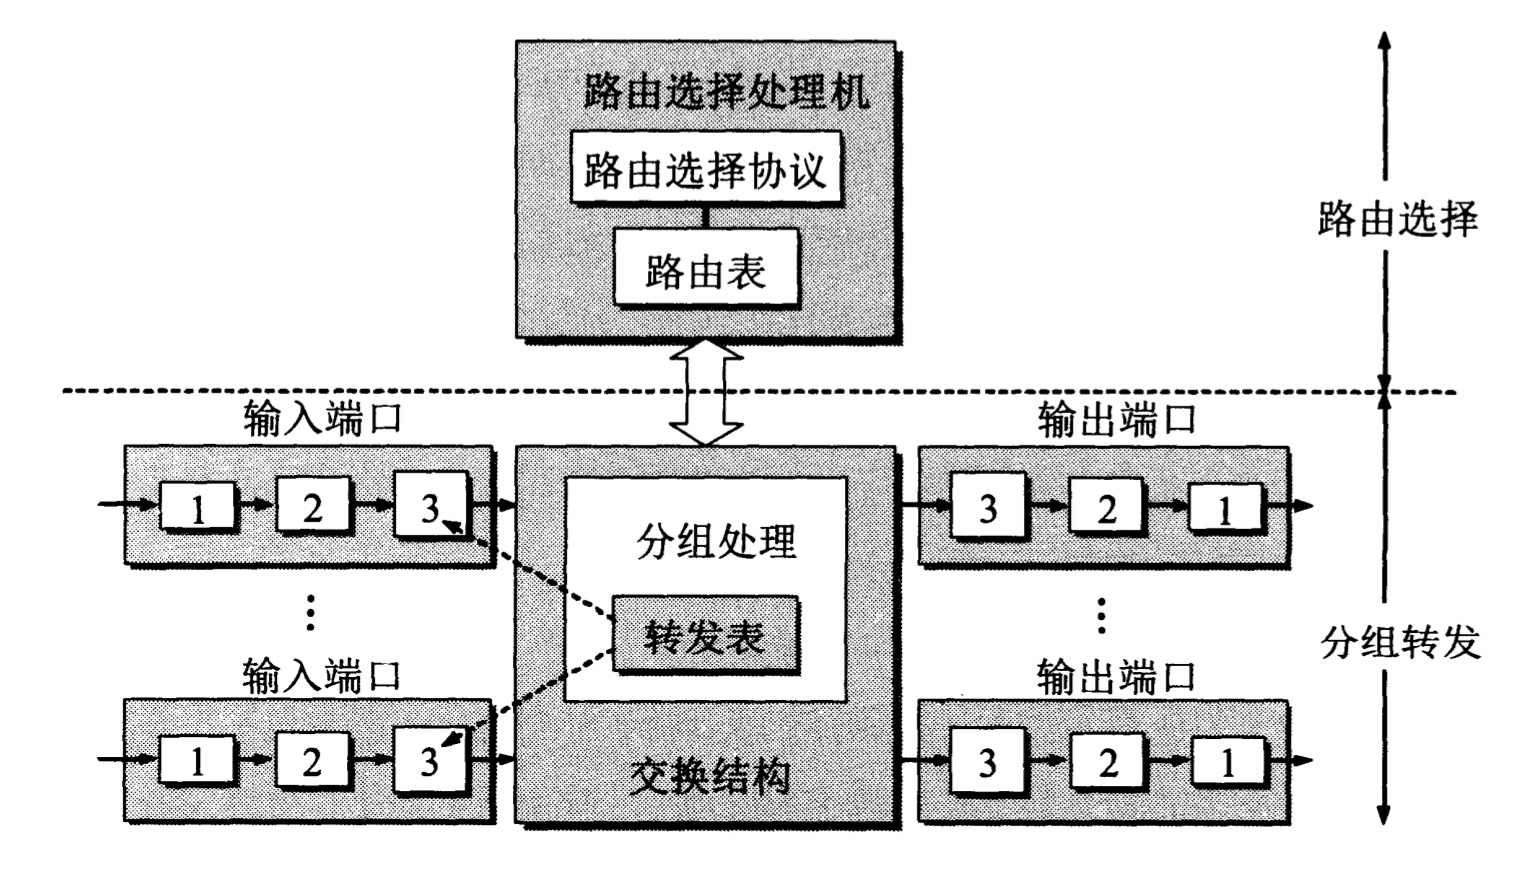 路由选择处理机
路由选择协议
路由表
路由选择
输入端口
输出端口
1 2 3
3 2 1
分组处理
转发表
分组转发
输入端口
输出端口
1 2 3
3 2 1
交换结构